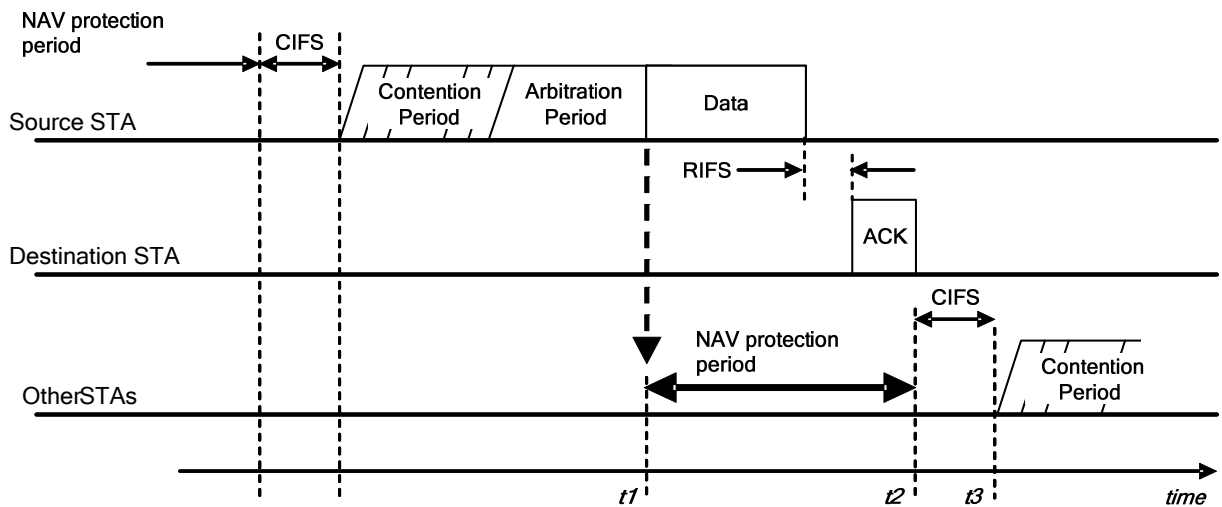 NAV protection
period
CIFS
Contention
Period
Arbitration
Period
Data
Source STA
RIFS
ACK
Destination STA
CIFS
NAV protection
period
Contention
Period
OtherSTAs
t1
t2
t3
time